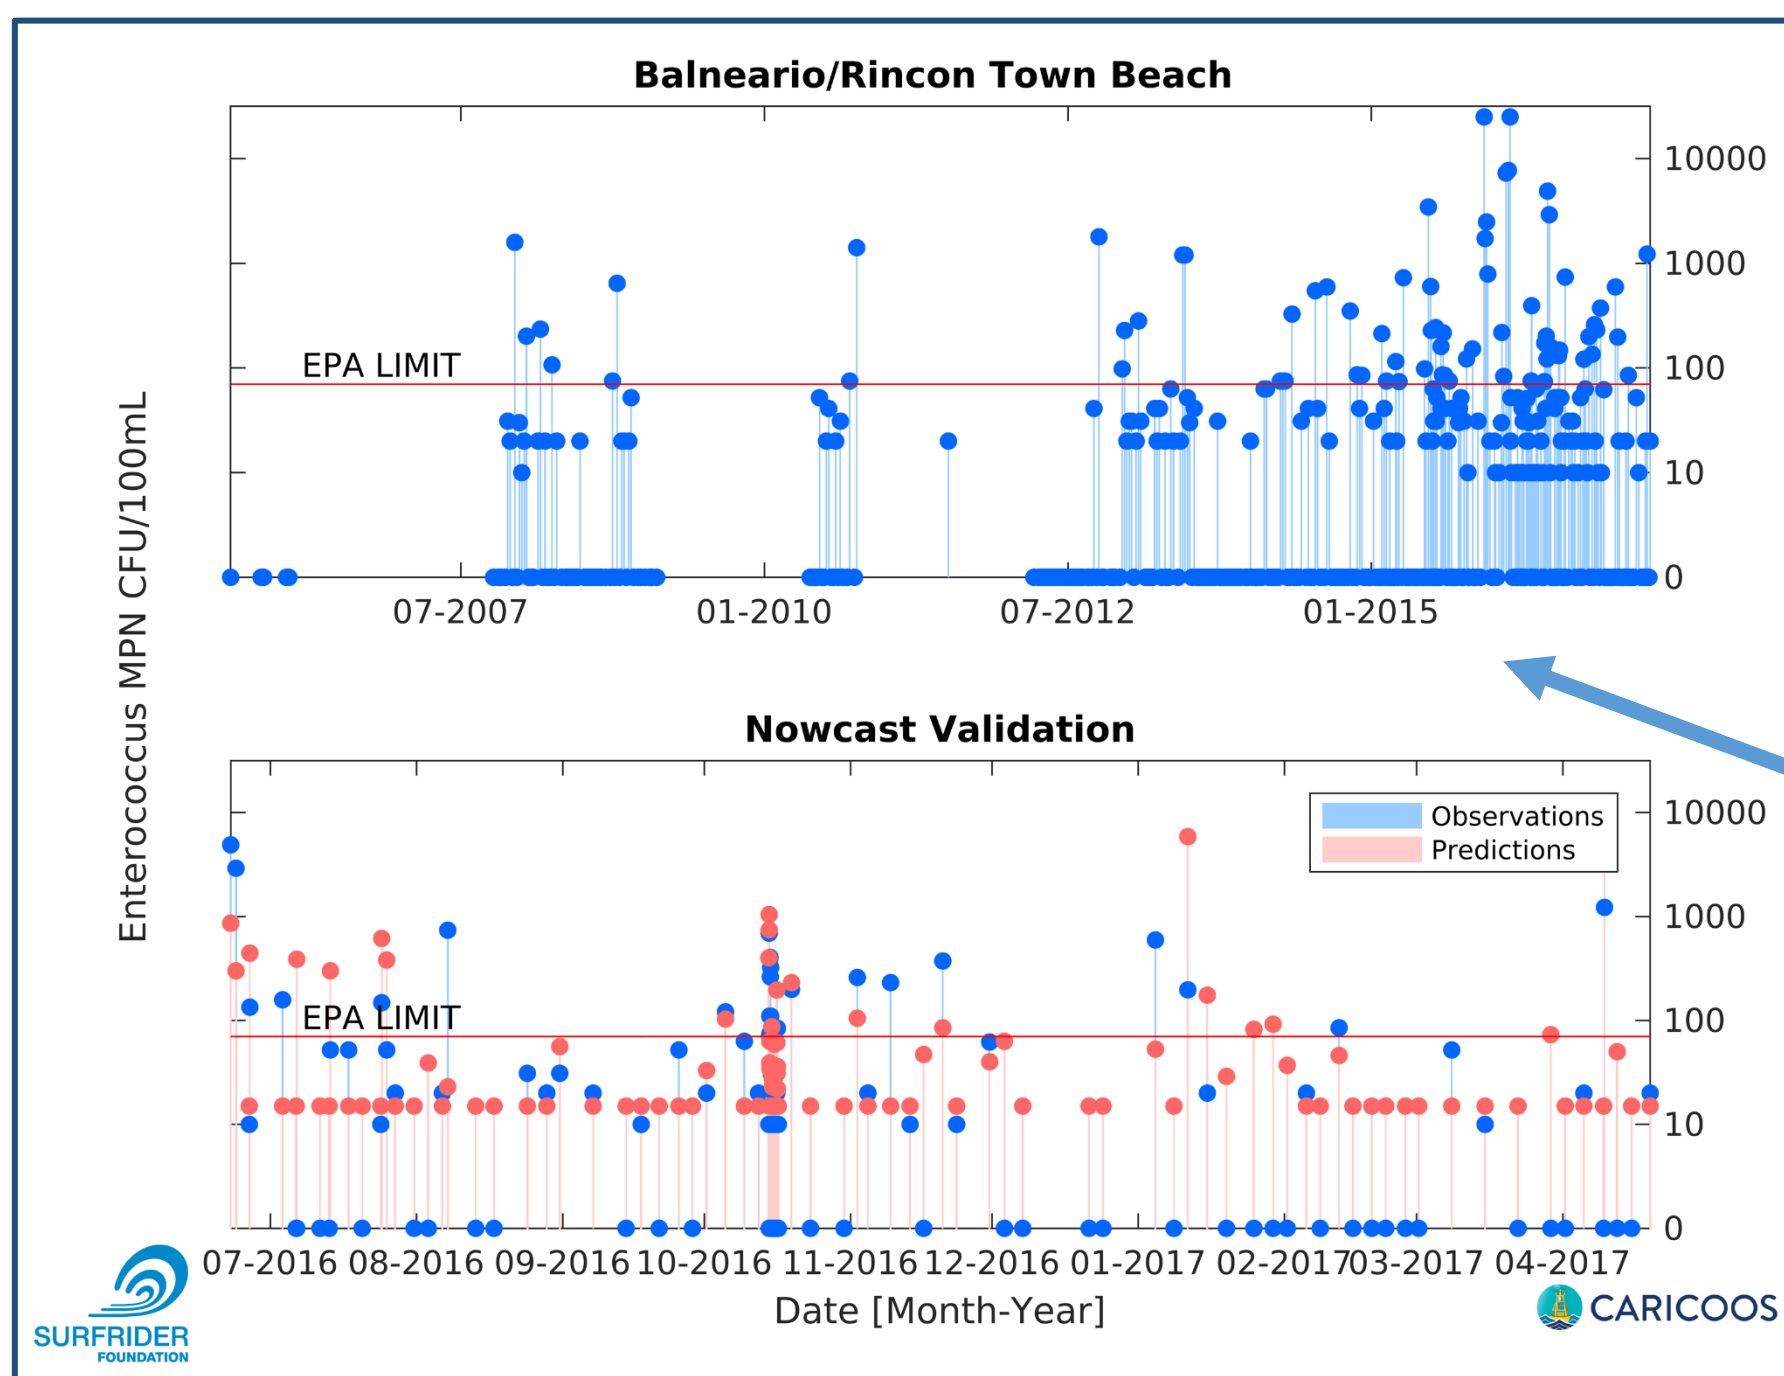 Balneario/Rincon Town Beach
10000
1000
100
10
0
EPA LIMIT
07-2007 01-2010 07-2012 01-2015
Enterococcus MPN CFU/100mL
Nowcast Validation
Observations
Predictions
10000
1000
100
10
0
EPA LIMIT
07-2016 08-2016 09-2016 10-2016 11-2016 12-2016 01-2017 02-2017 03-2017 04-2017
Date [Month-Year]
SURFRIDER
FOUNDATION
CARICOOS